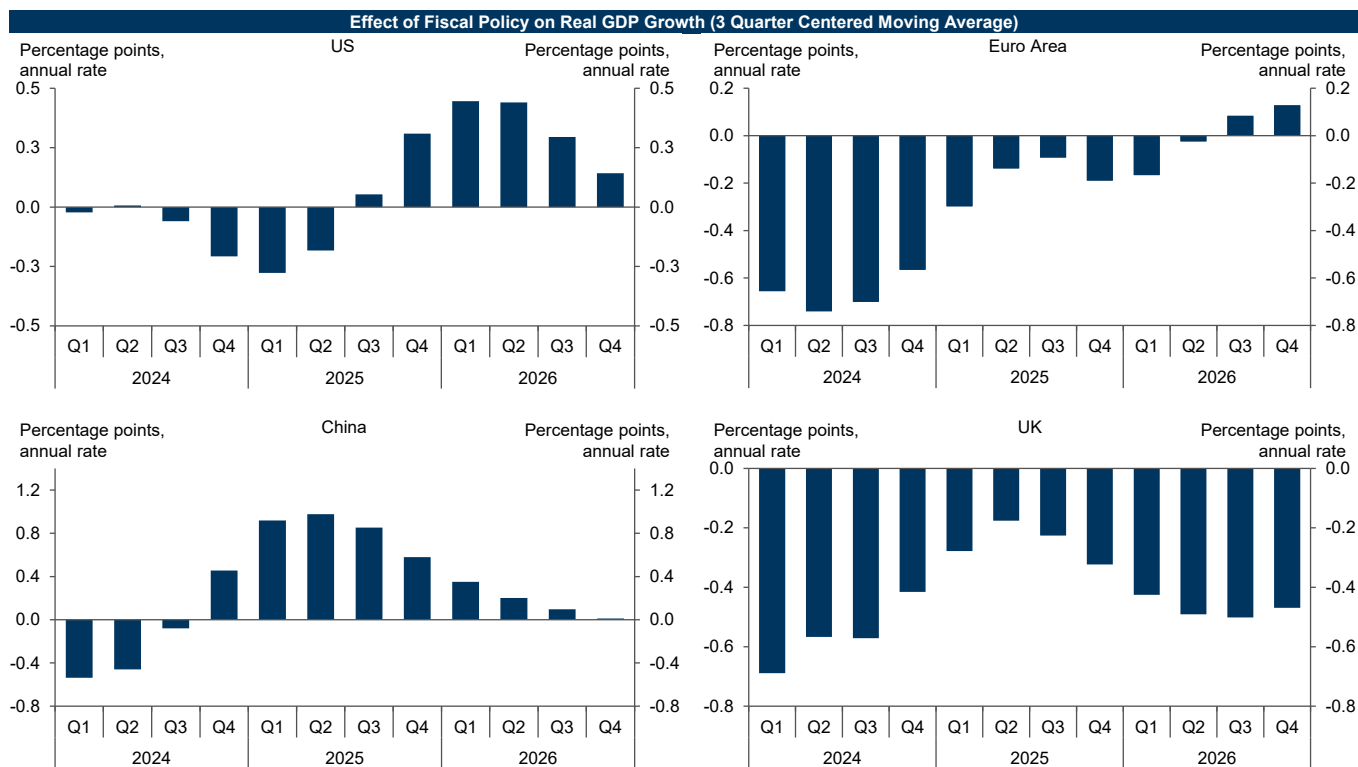 Effect of Fiscal Policy on Real GDP Growth (3 Quarter Centered Moving Average)
US
Percentage points,
annual rate
Percentage points,
annual rate
0.5
0.3
0.0
-0.3
-0.5
0.5
0.3
0.0
-0.3
-0.5
Q1 Q2 Q3 Q4 Q1 Q2 Q3 Q4 Q1 Q2 Q3 Q4
2024 2025 2026
Euro Area
Percentage points,
annual rate
Percentage points,
annual rate
0.2
0.0
-0.2
-0.4
-0.6
-0.8
0.2
0.0
-0.2
-0.4
-0.6
-0.8
Q1 Q2 Q3 Q4 Q1 Q2 Q3 Q4 Q1 Q2 Q3 Q4
2024 2025 2026
China
Percentage points,
annual rate
Percentage points,
annual rate
1.2
0.8
0.4
0.0
-0.4
-0.8
1.2
0.8
0.4
0.0
-0.4
-0.8
Q1 Q2 Q3 Q4 Q1 Q2 Q3 Q4 Q1 Q2 Q3 Q4
2024 2025 2026
UK
Percentage points,
annual rate
Percentage points,
annual rate
0.0
-0.2
-0.4
-0.6
-0.8
0.0
-0.2
-0.4
-0.6
-0.8
Q1 Q2 Q3 Q4 Q1 Q2 Q3 Q4 Q1 Q2 Q3 Q4
2024 2025 2026